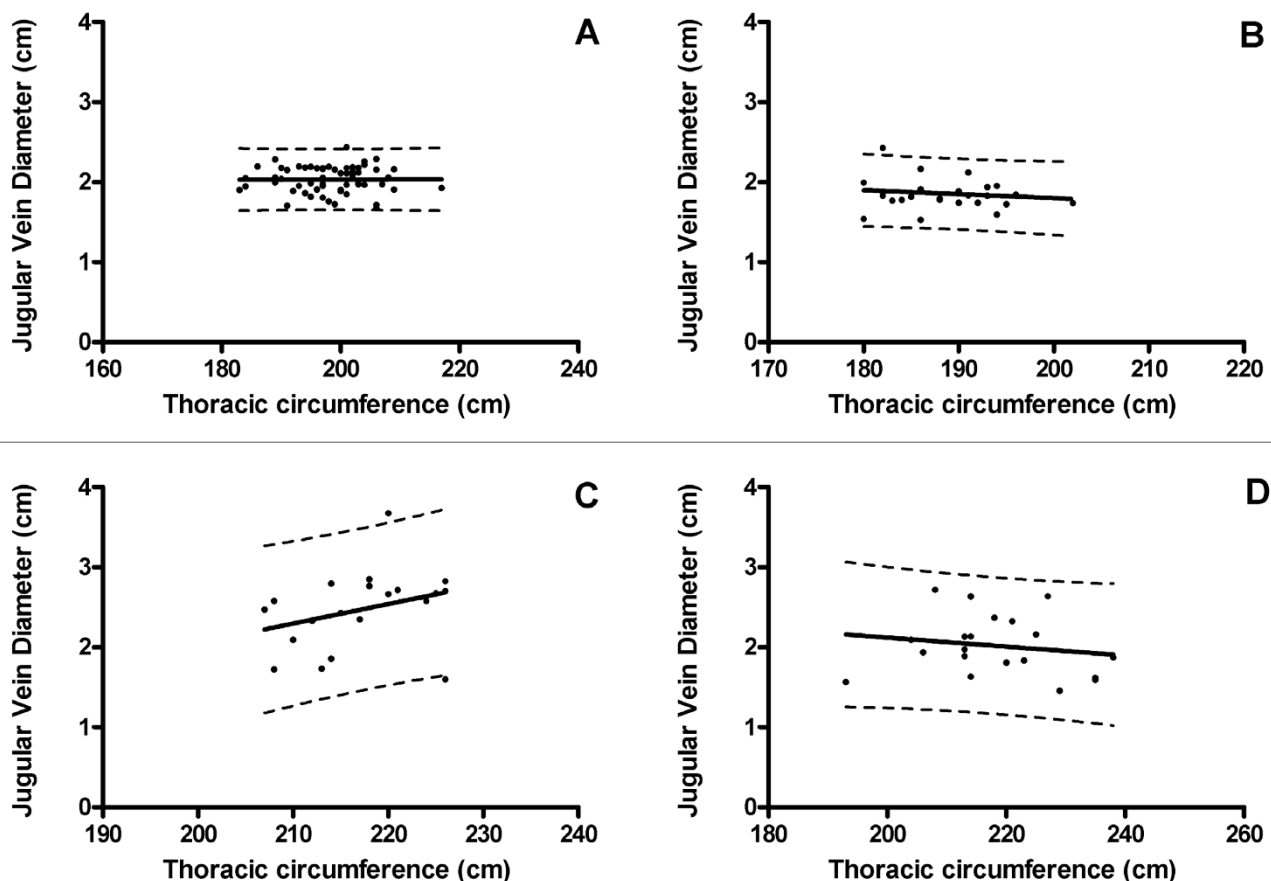 A
Jugular Vein Diameter (cm)
4
3
2
1
0
160 180 200 220 240
Thoracic circumference (cm)
B
Jugular Vein Diameter (cm)
4
3
2
1
0
170 180 190 200 210 220
Thoracic circumference (cm)
C
Jugular Vein Diameter (cm)
4
3
2
1
0
190 200 210 220 230 240
Thoracic circumference (cm)
D
Jugular Vein Diameter (cm)
4
3
2
1
0
180 200 220 240 260
Thoracic circumference (cm)